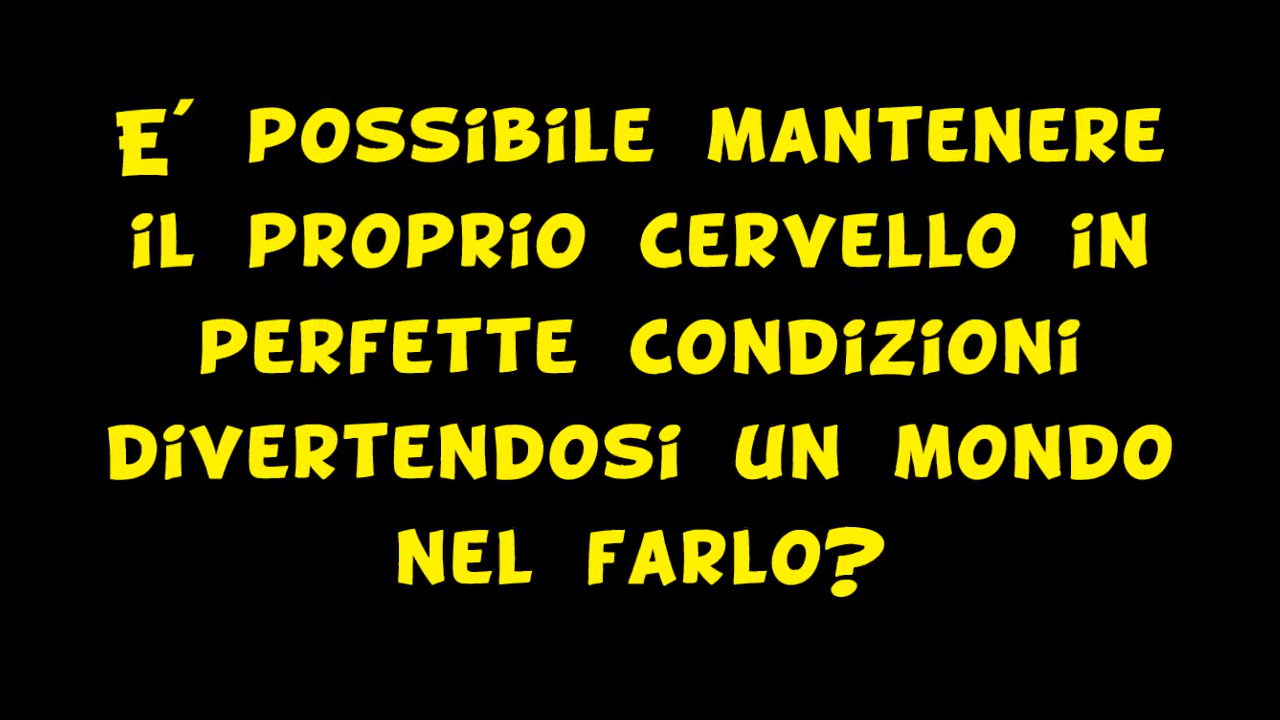 E' POSSIBILE MANTENERE
IL PROPRIO CERVELLO IN
PERFETTE CONDIZIONI
DIVERTENDOSI UN MONDO
NEL FARLO?